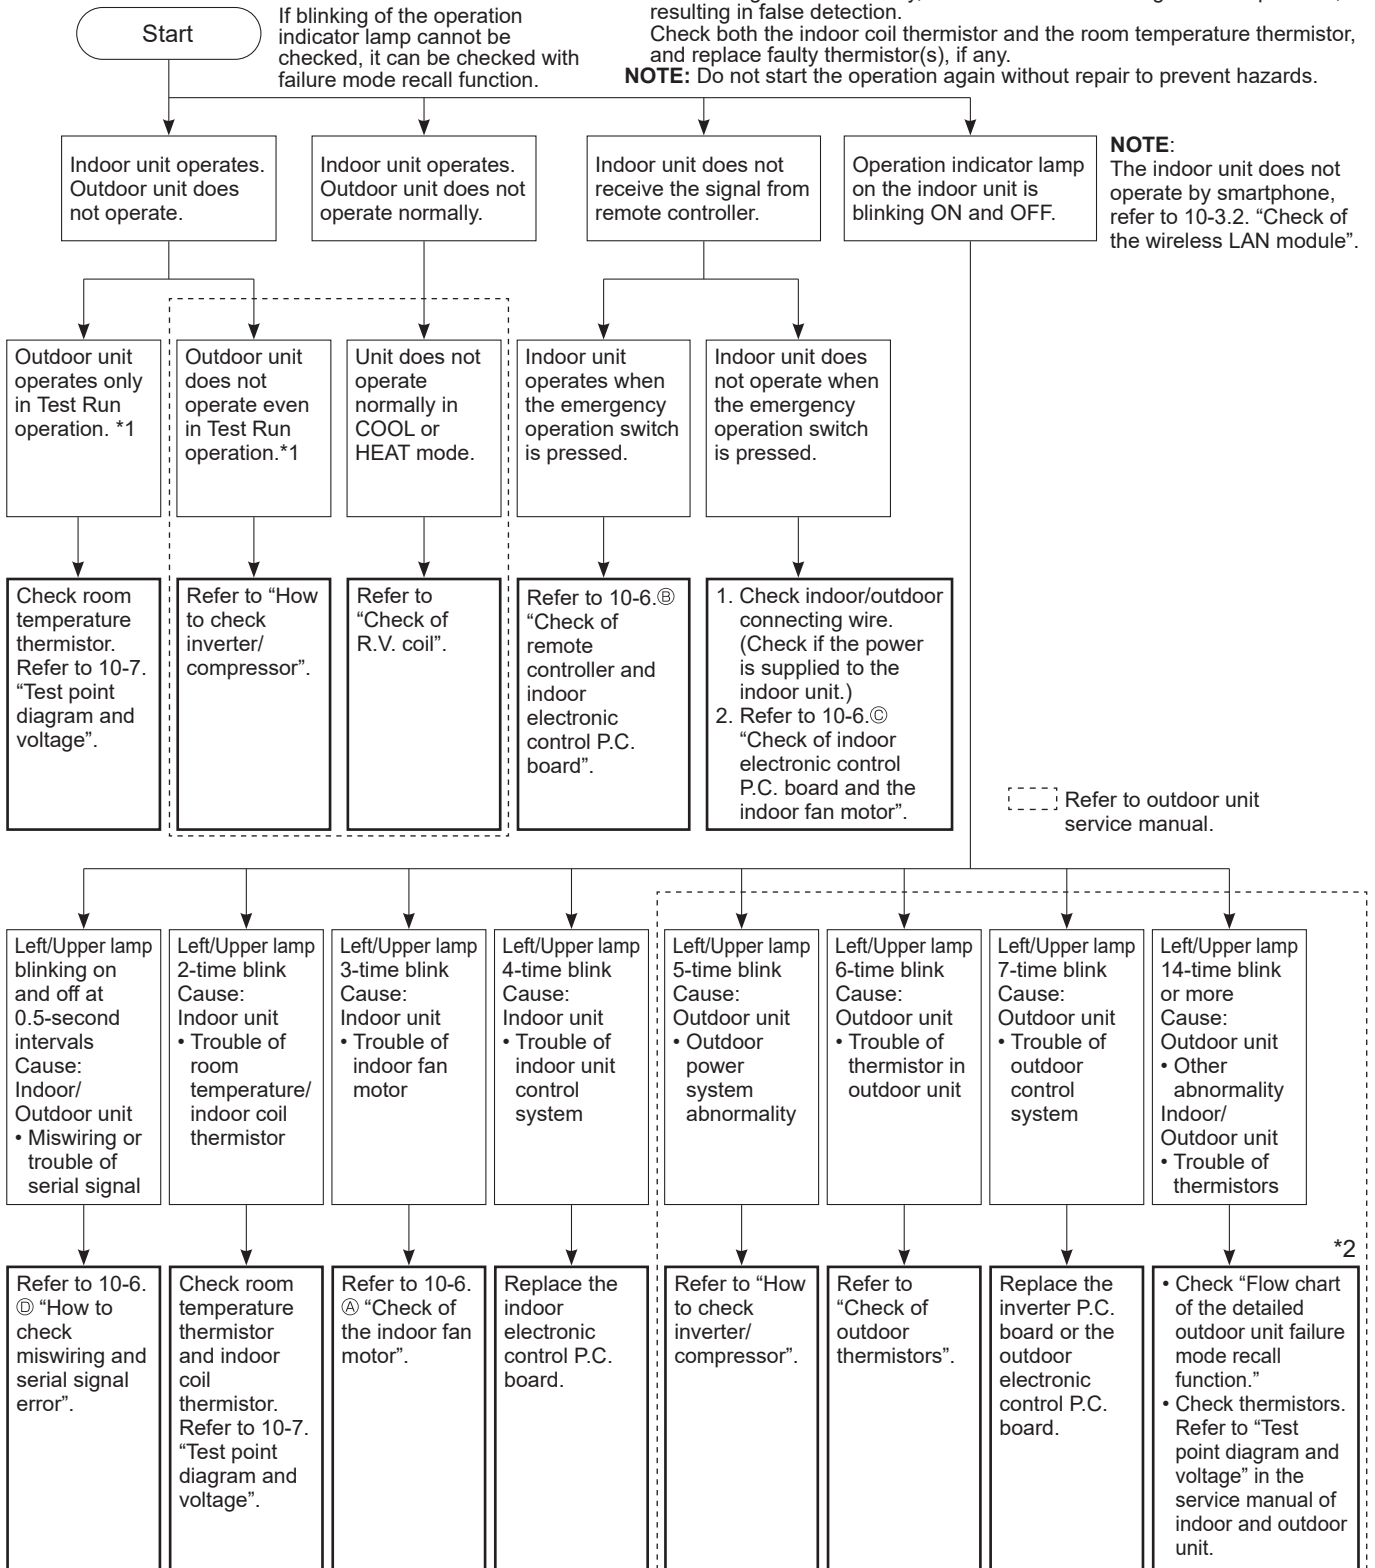 resulting in false detection.
Check both the indoor coil thermistor and the room temperature thermistor,
and replace faulty thermistor(s), if any.
NOTE: Do not start the operation again without repair to prevent hazards.
Start
If blinking of the operation
indicator lamp cannot be
checked, it can be checked with
failure mode recall function.
Indoor unit operates.
Outdoor unit does
not operate.
Indoor unit operates.
Outdoor unit does not
operate normally.
Indoor unit does not
receive the signal from
remote controller.
Operation indicator lamp
on the indoor unit is
blinking ON and OFF.
NOTE:
The indoor unit does not
operate by smartphone,
refer to 10-3.2. “Check of
the wireless LAN module”.
Outdoor unit
operates only
in Test Run
operation. *1
Outdoor unit
does not
operate even
in Test Run
operation.*1
Unit does not
operate
normally in
COOL or
HEAT mode.
Indoor unit
operates when
the emergency
operation switch
is pressed.
Indoor unit does
not operate when
the emergency
operation switch
is pressed.
Check room
temperature
thermistor.
Refer to 10-7.
“Test point
diagram and
voltage”.
Refer to “How
to check
inverter/
compressor”.
Refer to
“Check of
R.V. coil”.
Refer to 10-6.Ⓑ
“Check of
remote
controller and
indoor
electronic
control P.C.
board”.
1. Check indoor/outdoor
connecting wire.
(Check if the power
is supplied to the
indoor unit.)
2. Refer to 10-6.Ⓒ
“Check of indoor
electronic control
P.C. board and the
indoor fan motor”.
Refer to outdoor unit
service manual.
Left/Upper lamp
blinking on
and off at
0.5-second
intervals
Cause:
Indoor/
Outdoor unit
• Miswiring or
trouble of
serial signal
Left/Upper lamp
2-time blink
Cause:
Indoor unit
• Trouble of
room
temperature/
indoor coil
thermistor
Left/Upper lamp
3-time blink
Cause:
Indoor unit
• Trouble of
indoor fan
motor
Left/Upper lamp
4-time blink
Cause:
Indoor unit
• Trouble of
indoor unit
control
system
Left/Upper lamp
5-time blink
Cause:
Outdoor unit
• Outdoor
power
system
abnormality
Left/Upper lamp
6-time blink
Cause:
Outdoor unit
• Trouble of
thermistor in
outdoor unit
Left/Upper lamp
7-time blink
Cause:
Outdoor unit
• Trouble of
outdoor
control
system
Left/Upper lamp
14-time blink
or more
Cause:
Outdoor unit
• Other
abnormality
Indoor/
Outdoor unit
• Trouble of
thermistors
*2
Refer to 10-6.
Ⓓ “How to
check
miswiring and
serial signal
error”.
Check room
temperature
thermistor
and indoor
coil
thermistor.
Refer to 10-7.
“Test point
diagram and
voltage”.
Refer to 10-6.
Ⓐ “Check of
the indoor fan
motor”.
Replace the
indoor
electronic
control P.C.
board.
Refer to “How
to check
inverter/
compressor”.
Refer to
“Check of
outdoor
thermistors”.
Replace the
inverter P.C.
board or the
outdoor
electronic
control P.C.
board.
• Check “Flow chart
of the detailed
outdoor unit failure
mode recall
function.”
• Check thermistors.
Refer to “Test
point diagram and
voltage” in the
service manual of
indoor and outdoor
unit.